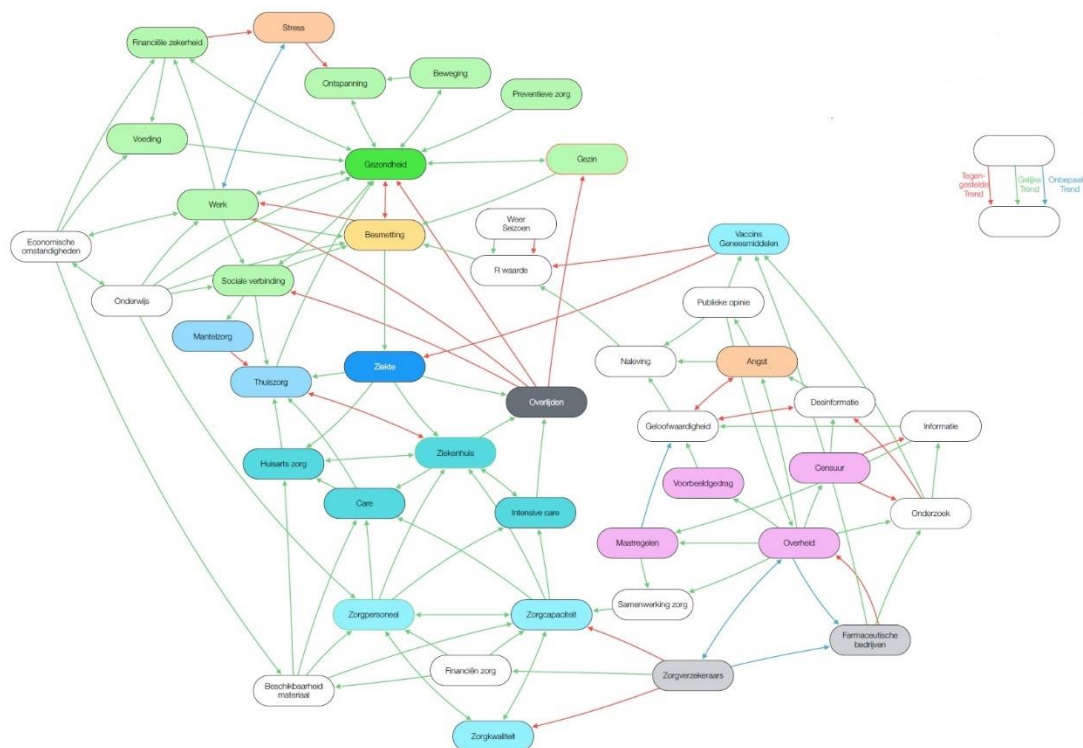 Stress
Financiële zekerheid
Beweging
Ontspanning
Preventieve zorg
Voeding
Gezondheid
Gezin
Tegen-
gestelde
Trend
Gelijke
Trend
Onbepaalde
Trend
Werk
Besmetting
Weer
Seizoen
Vaccins
Geneesmiddelen
Economische
omstandigheden
R waarde
Sociale verbinding
Onderwijs
Publieke opinie
Mantelzorg
Naleving
Angst
Ziekte
Thuiszorg
Overlijden
Desinformatie
Geloofwaardigheid
Informatie
Ziekenhuis
Huisarts zorg
Censuur
Voorbeeldgedrag
Care
Intensive care
Onderzoek
Maatregelen
Overheid
Samenwerking zorg
Zorgpersoneel
Zorgcapaciteit
Farmaceutische
bedrijven
Financiën zorg
Zorgverzekeraars
Beschikbaarheid
materiaal
Zorgkwaliteit